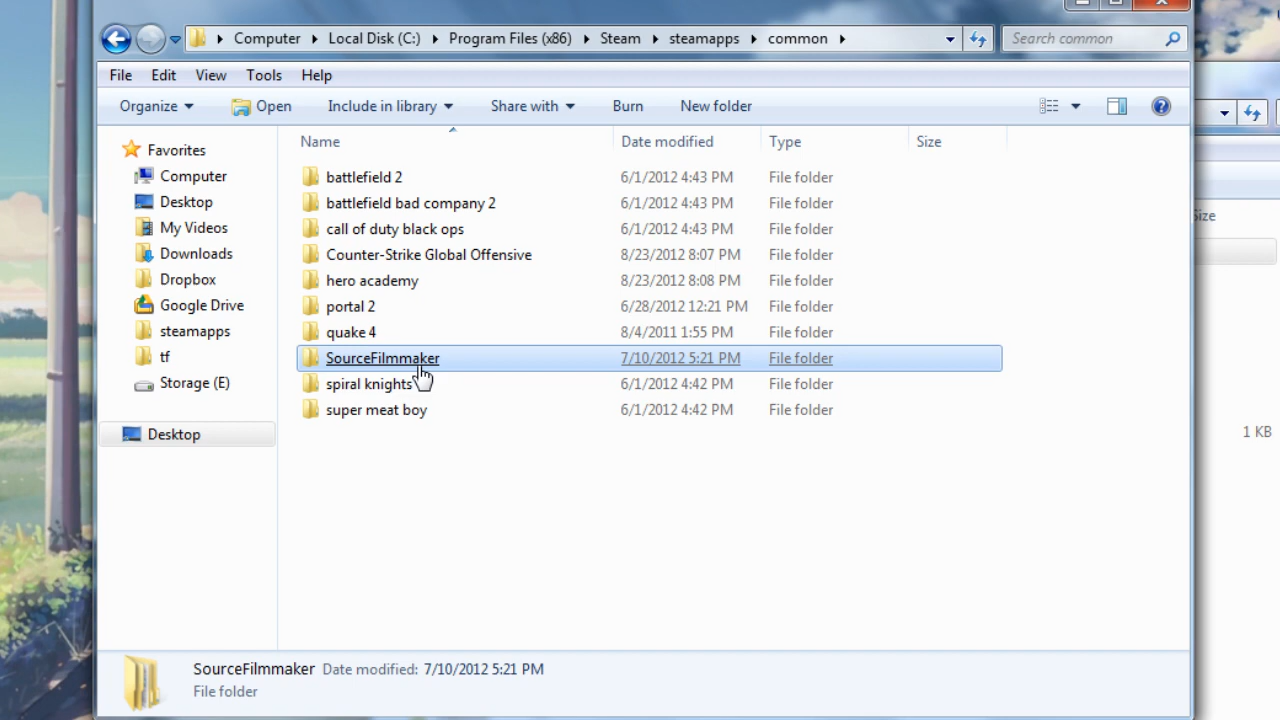 Computer Local Disk (C:) Program Files (x86) Steam steamapps common Search common
File Edit View Tools Help
Organize Open Include in library Share with Burn New folder
Name Date modified Type Size
Favorites
Computer
Desktop
My Videos
Downloads
Dropbox
Google Drive
steamapps
tf
Storage (E)
Desktop
battlefield 2 6/1/2012 4:43 PM File folder
battlefield bad company 2 6/1/2012 4:43 PM File folder
call of duty black ops 6/1/2012 4:43 PM File folder
Counter-Strike Global Offensive 8/23/2012 8:07 PM File folder
hero academy 8/23/2012 8:08 PM File folder
portal 2 6/28/2012 12:21 PM File folder
quake 4 8/4/2011 1:55 PM File folder
SourceFilmmaker 7/10/2012 5:21 PM File folder
spiral knights 6/1/2012 4:42 PM File folder
super meat boy 6/1/2012 4:42 PM File folder
Size
1 KB
SourceFilmmaker Date modified: 7/10/2012 5:21 PM
File folder